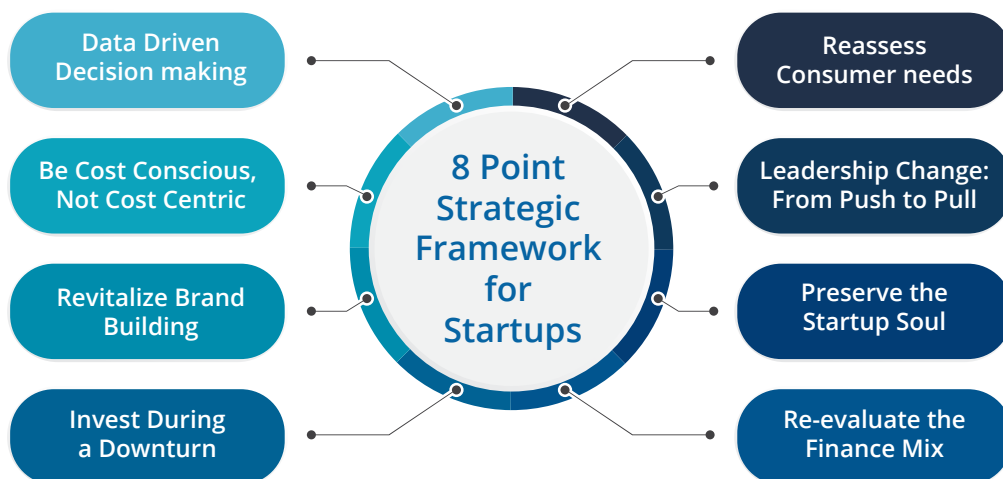 Data Driven
Decision making
Be Cost Conscious,
Not Cost Centric
Revitalize Brand
Building
Invest During
a Downturn
8 Point
Strategic
Framework
for
Startups
Reassess
Consumer needs
Leadership Change:
From Push to Pull
Preserve the
Startup Soul
Re-evaluate the
Finance Mix